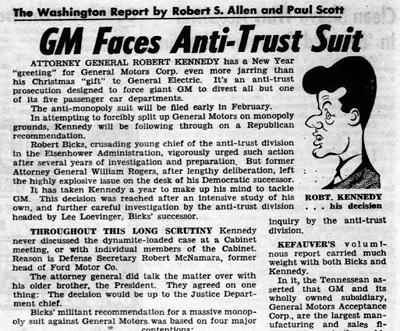 The Washington Report by Robert S. Allen and Paul Scott
GM Faces Anti-Trust Suit
ATTORNEY GENERAL ROBERT KENNEDY has a New Year
"greeting" for General Motors Corp. even more jarring than
his Christmas "gift" to General Electric. It's an anti-trust
prosecution designed to force giant GM to divest all but one
of its five passenger car departments.
The anti-monopoly suit will be filed early in February.
In attempting to forcibly split up General Motors on monopoly
grounds, Kennedy will be following through on a Republican
recommendation.
Robert Bicks, crusading young chief of the anti-trust division
in the Eisenhower Administration, vigorously urged such action
after several years of investigation and preparation. But former
Attorney General William Rogers, after lengthy deliberation, left
the highly explosive issue on the desk of his Democratic successor.
It has taken Kennedy a year to make up his mind to tackle
GM. This decision was reached after an intensive study of his
own, and further careful investigation by the anti-trust division
headed by Lee Loevinger, Bicks' successor.
THROUGHOUT THIS LONG SCRUTINY Kennedy
never discussed the dynamite-loaded case at a Cabinet
meeting, or with individual members of the Cabinet.
Reason is Defense Secretary Robert McNamara, former
head of Ford Motor Co.
The attorney general did talk the matter over with
his older brother, the President. They agreed on one
thing: The decision would be up to the Justice Depart-
ment chief.
Bicks' militant recommendation for a massive monop-
oly suit against General Motors was based on four major
contentions:
ROBT. KENNEDY
. . . his decision
inquiry by the anti-trust
division.
KEFAUVER'S volumi-
nous report carried much
weight with both Bicks and
Kennedy.
In it, the Tennessean as-
serted that GM and its
wholly owned subsidiary,
General Motors Acceptance
Corp., are the largest man-
ufacturing and sales fi-